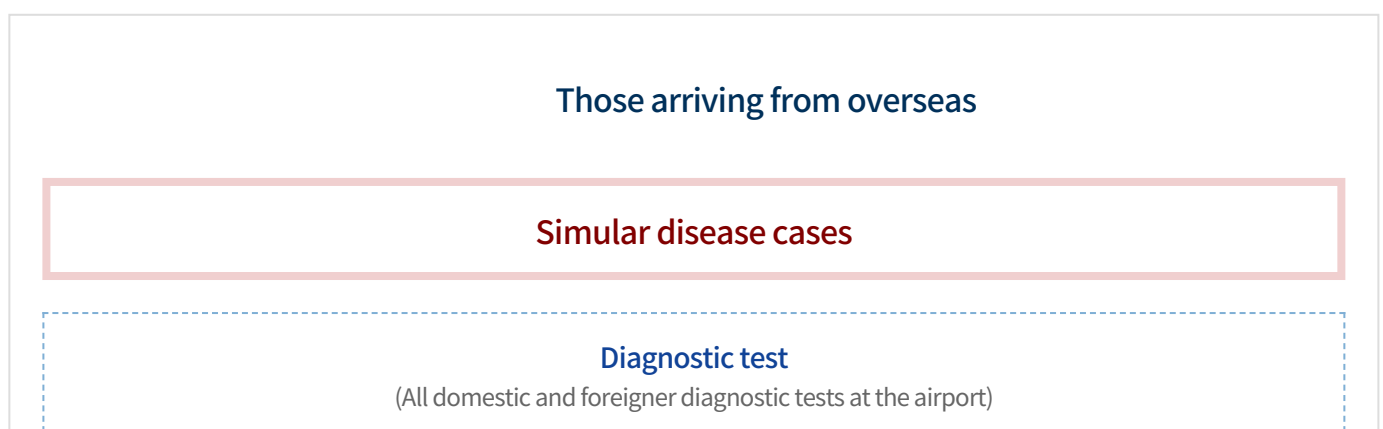 Those arriving from overseas
Simular disease cases
Diagnostic test
(All domestic and foreigner diagnostic tests at the airport)